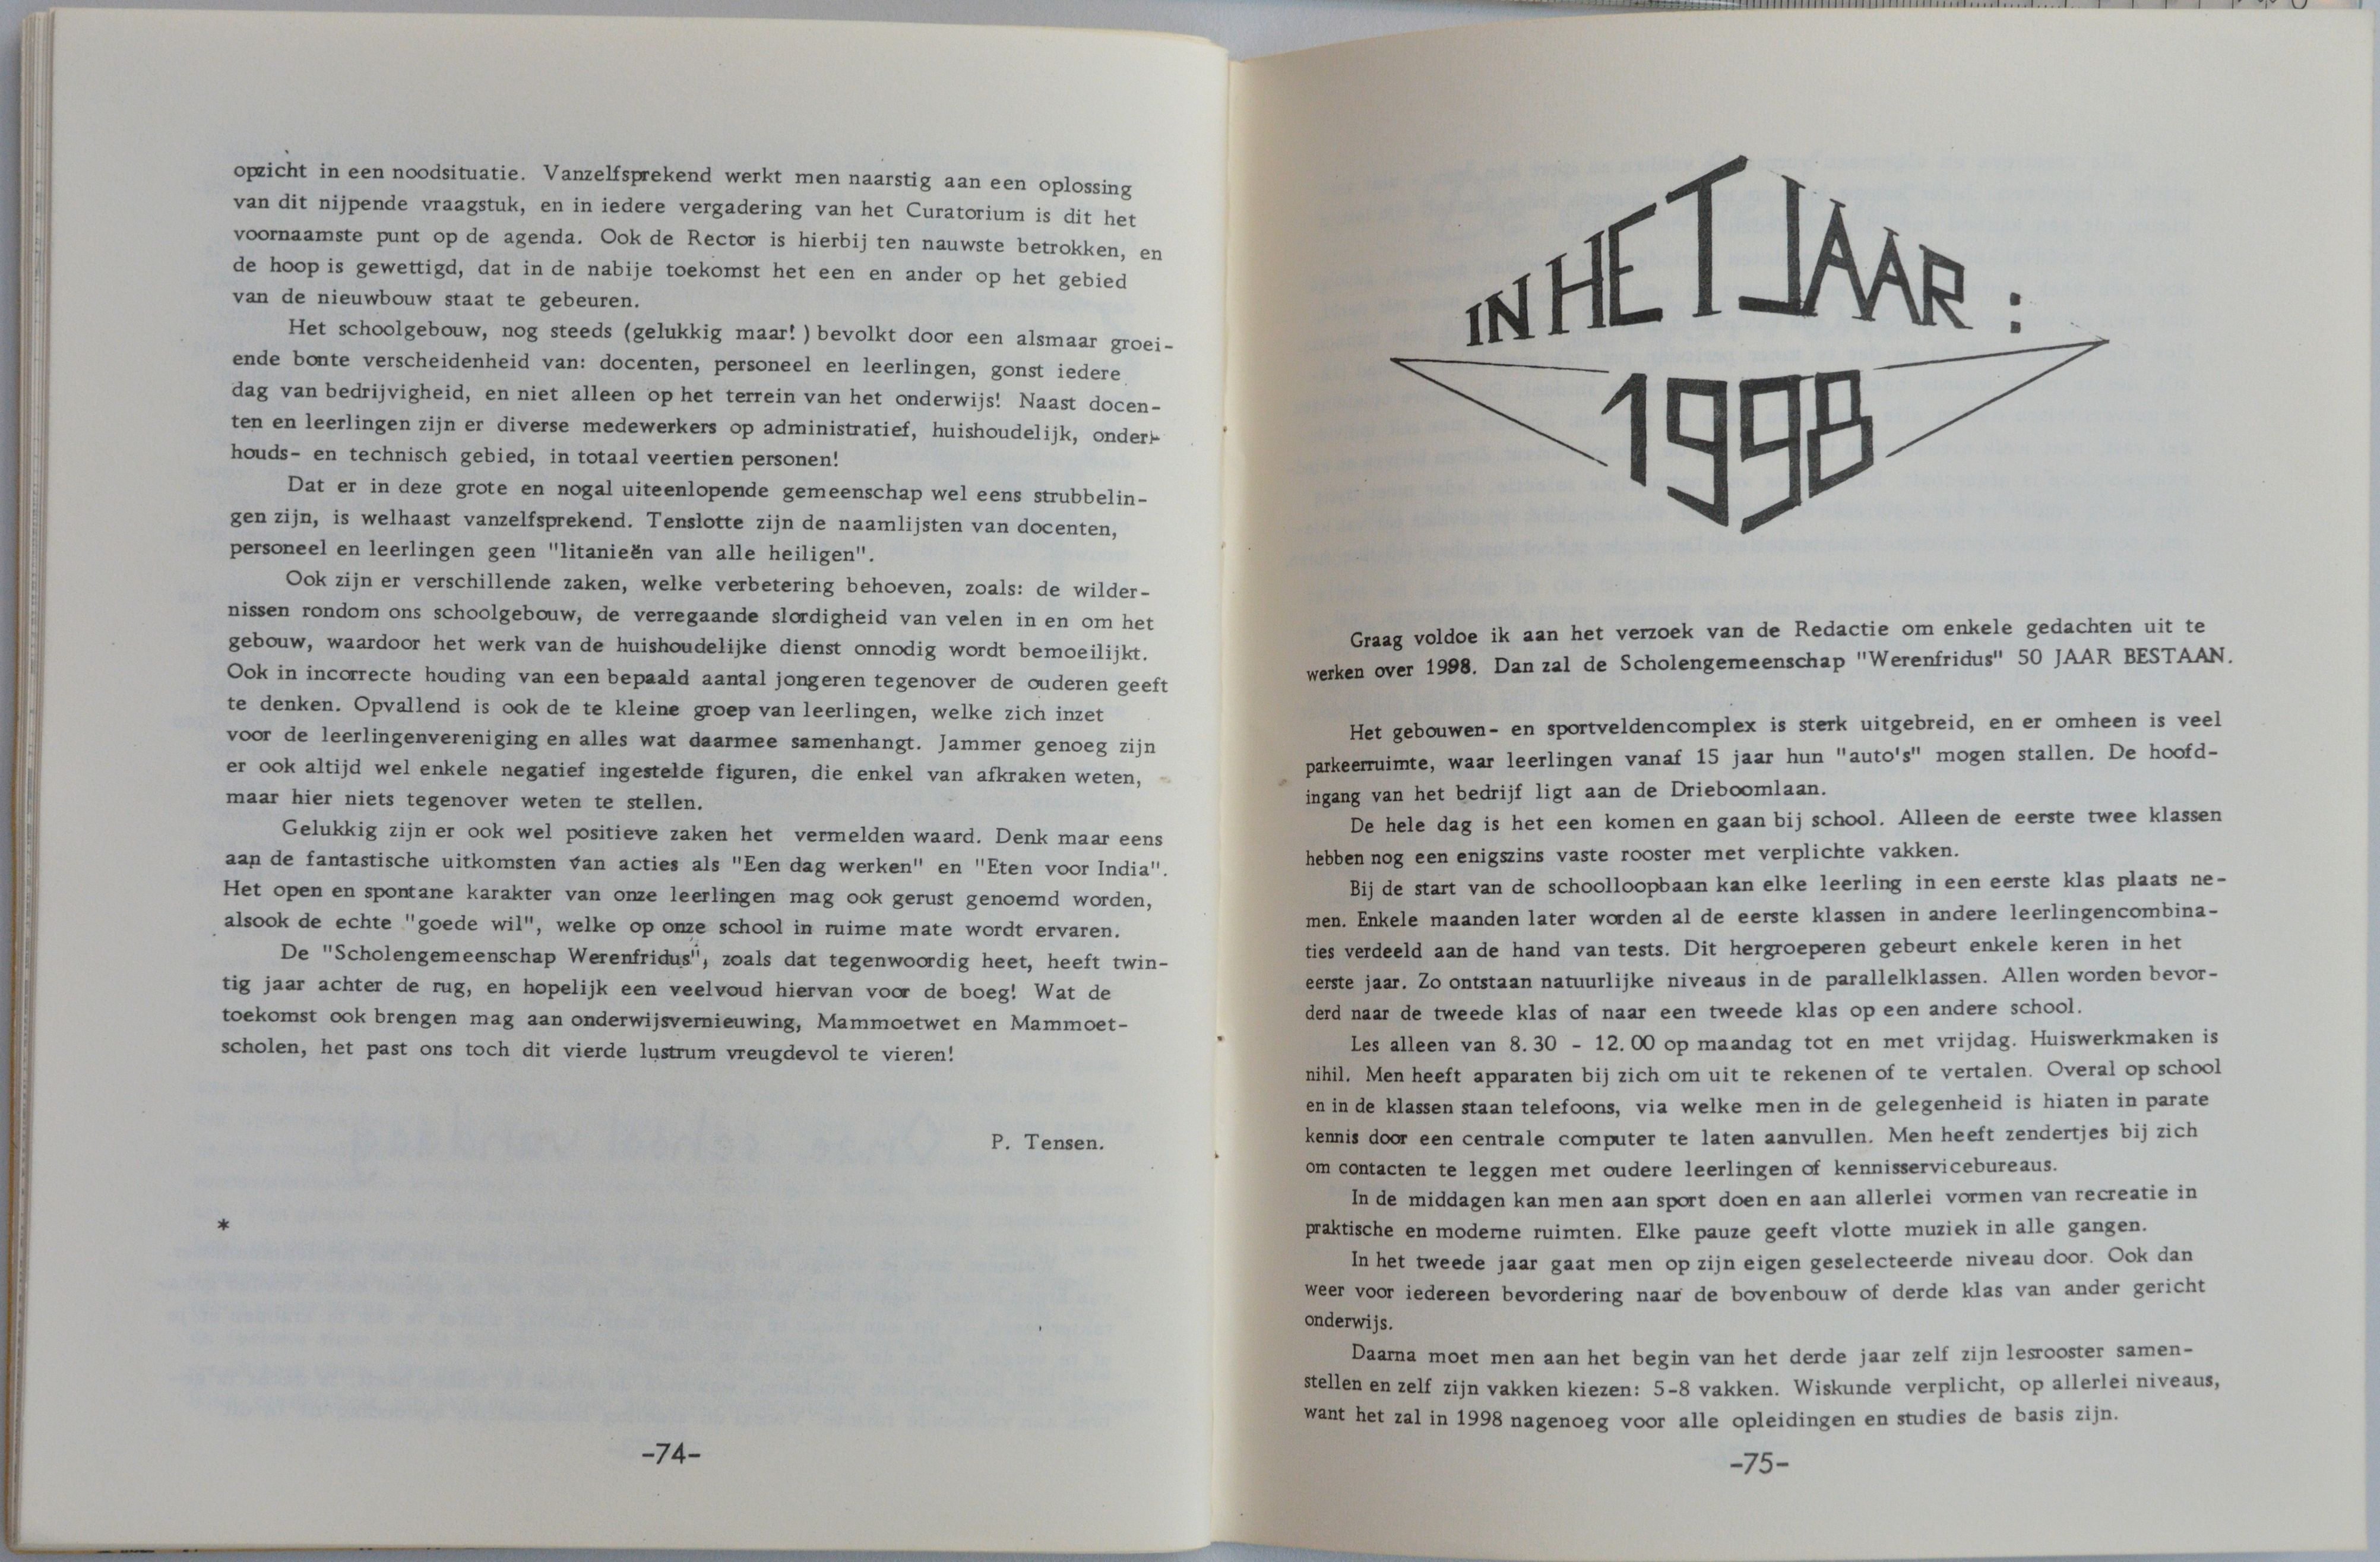 opzicht in een noodsituatie. Vanzelfsprekend werkt men naarstig aan een oplossing
van dit nijpende vraagstuk, en in iedere vergadering van het Curatorium is dit het
voornaamste punt op de agenda. Ook de Rector is hierbij ten nauwste betrokken, en
de hoop is gewettigd, dat in de nabije toekomst het een en ander op het gebied
van de nieuwbouw staat te gebeuren.
Het schoolgebouw, nog steeds (gelukkig maar! ) bevolkt door een alsmaar groei-
ende bonte verscheidenheid van: docenten, personeel en leerlingen, gonst iedere
dag van bedrijvigheid, en niet alleen op het terrein van het onderwijs! Naast docen-
ten en leerlingen zijn er diverse medewerkers op administratief, huishoudelijk, onder-
houds- en technisch gebied, in totaal veertien personen!
Dat er in deze grote en nogal uiteenlopende gemeenschap wel eens strubbelin-
gen zijn, is welhaast vanzelfsprekend. Tenslotte zijn de naamlijsten van docenten,
personeel en leerlingen geen "litanieën van alle heiligen".
Ook zijn er verschillende zaken, welke verbetering behoeven, zoals: de wilder-
nissen rondom ons schoolgebouw, de verregaande slordigheid van velen in en om het
gebouw, waardoor het werk van de huishoudelijke dienst onnodig wordt bemoeilijkt.
Ook in incorrecte houding van een bepaald aantal jongeren tegenover de ouderen geeft
te denken. Opvallend is ook de te kleine groep van leerlingen, welke zich inzet
voor de leerlingenvereniging en alles wat daarmee samenhangt. Jammer genoeg zijn
er ook altijd wel enkele negatief ingestelde figuren, die enkel van afkraken weten,
maar hier niets tegenover weten te stellen.
Gelukkig zijn er ook wel positieve zaken het vermelden waard. Denk maar eens
aan de fantastische uitkomsten van acties als "Een dag werken" en "Eten voor India".
Het open en spontane karakter van onze leerlingen mag ook gerust genoemd worden,
alsook de echte "goede wil", welke op onze school in ruime mate wordt ervaren.
De "Scholengemeenschap Werenfridus", zoals dat tegenwoordig heet, heeft twin-
tig jaar achter de rug, en hopelijk een veelvoud hiervan voor de boeg! Wat de
toekomst ook brengen mag aan onderwijsvernieuwing, Mammoetwet en Mammoet-
scholen, het past ons toch dit vierde lustrum vreugdevol te vieren!
P. Tensen.
*
-74-
IN HET JAAR :
1998
Graag voldoe ik aan het verzoek van de Redactie om enkele gedachten uit te
werken over 1998. Dan zal de Scholengemeenschap "Werenfridus" 50 JAAR BESTAAN.
Het gebouwen- en sportveldencomplex is sterk uitgebreid, en er omheen is veel
parkeerruimte, waar leerlingen vanaf 15 jaar hun "auto's" mogen stallen. De hoofd-
ingang van het bedrijf ligt aan de Drieboomlaan.
De hele dag is het een komen en gaan bij school. Alleen de eerste twee klassen
hebben nog een enigszins vaste rooster met verplichte vakken.
Bij de start van de schoolloopbaan kan elke leerling in een eerste klas plaats ne-
men. Enkele maanden later worden al de eerste klassen in andere leerlingencombina-
ties verdeeld aan de hand van tests. Dit hergroeperen gebeurt enkele keren in het
eerste jaar. Zo ontstaan natuurlijke niveaus in de parallelklassen. Allen worden bevor-
derd naar de tweede klas of naar een tweede klas op een andere school.
Les alleen van 8.30 - 12.00 op maandag tot en met vrijdag. Huiswerkmaken is
nihil. Men heeft apparaten bij zich om uit te rekenen of te vertalen. Overal op school
en in de klassen staan telefoons, via welke men in de gelegenheid is hiaten in parate
kennis door een centrale computer te laten aanvullen. Men heeft zendertjes bij zich
om contacten te leggen met oudere leerlingen of kennisservicebureaus.
In de middagen kan men aan sport doen en aan allerlei vormen van recreatie in
praktische en moderne ruimten. Elke pauze geeft vlotte muziek in alle gangen.
In het tweede jaar gaat men op zijn eigen geselecteerde niveau door. Ook dan
weer voor iedereen bevordering naar de bovenbouw of derde klas van ander gericht
onderwijs.
Daarna moet men aan het begin van het derde jaar zelf zijn lesrooster samen-
stellen en zelf zijn vakken kiezen: 5-8 vakken. Wiskunde verplicht, op allerlei niveaus,
want het zal in 1998 nagenoeg voor alle opleidingen en studies de basis zijn.
-75-